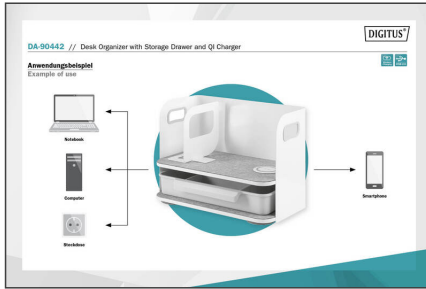 DIGITUS®
DA-90442 // Desk Organizer with Storage Drawer and QI Charger
Anwendungsbeispiel
Example of use
Notebook
Computer
Steckdose
Smartphone